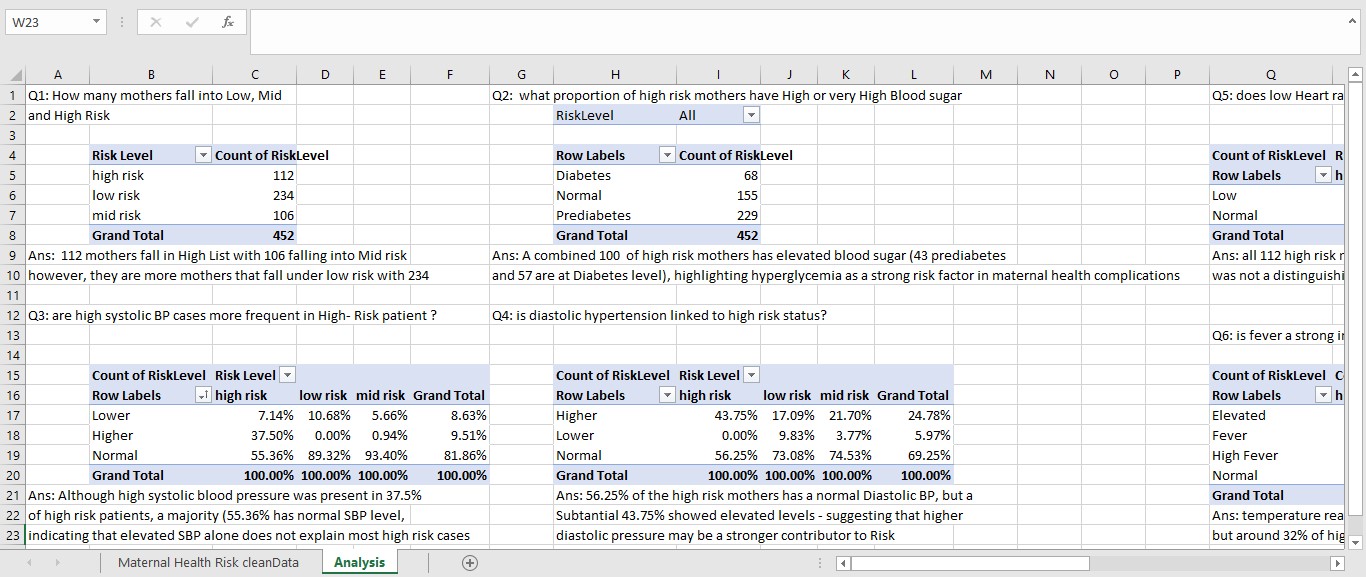 W23
fx
A B C D E F G H I J K L M N O P Q
1 Q1: How many mothers fall into Low, Mid Q2: what proportion of high risk mothers have High or very High Blood sugar Q5: does low Heart ra
2 and High Risk RiskLevel All
3
4 Risk Level Count of RiskLevel Row Labels Count of RiskLevel Count of RiskLevel R
5 high risk 112 Diabetes 68 Row Labels h
6 low risk 234 Normal 155 Low
7 mid risk 106 Prediabetes 229 Normal
8 Grand Total 452 Grand Total 452 Grand Total
9 Ans: 112 mothers fall in High List with 106 falling into Mid risk Ans: A combined 100 of high risk mothers has elevated blood sugar (43 prediabetes Ans: all 112 high risk r
10 however, they are more mothers that fall under low risk with 234 and 57 are at Diabetes level), highlighting hyperglycemia as a strong risk factor in maternal health complications was not a distinguishi
11
12 Q3: are high systolic BP cases more frequent in High- Risk patient ? Q4: is diastolic hypertension linked to high risk status?
13 Q6: is fever a strong in
14
15 Count of RiskLevel Risk Level Count of RiskLevel Risk Level Count of RiskLevel C
16 Row Labels high risk low risk mid risk Grand Total Row Labels high risk low risk mid risk Grand Total Row Labels h
17 Lower 7.14% 10.68% 5.66% 8.63% Higher 43.75% 17.09% 21.70% 24.78% Elevated
18 Higher 37.50% 0.00% 0.94% 9.51% Lower 0.00% 9.83% 3.77% 5.97% Fever
19 Normal 55.36% 89.32% 93.40% 81.86% Normal 56.25% 73.08% 74.53% 69.25% High Fever
20 Grand Total 100.00% 100.00% 100.00% 100.00% Grand Total 100.00% 100.00% 100.00% 100.00% Normal
21 Ans: Although high systolic blood pressure was present in 37.5% Ans: 56.25% of the high risk mothers has a normal Diastolic BP, but a Grand Total
22 of high risk patients, a majority (55.36% has normal SBP level, Subtantial 43.75% showed elevated levels - suggesting that higher Ans: temperature rea
23 indicating that elevated SBP alone does not explain most high risk cases diastolic pressure may be a stronger contributor to Risk but around 32% of hig
Maternal Health Risk cleanData Analysis